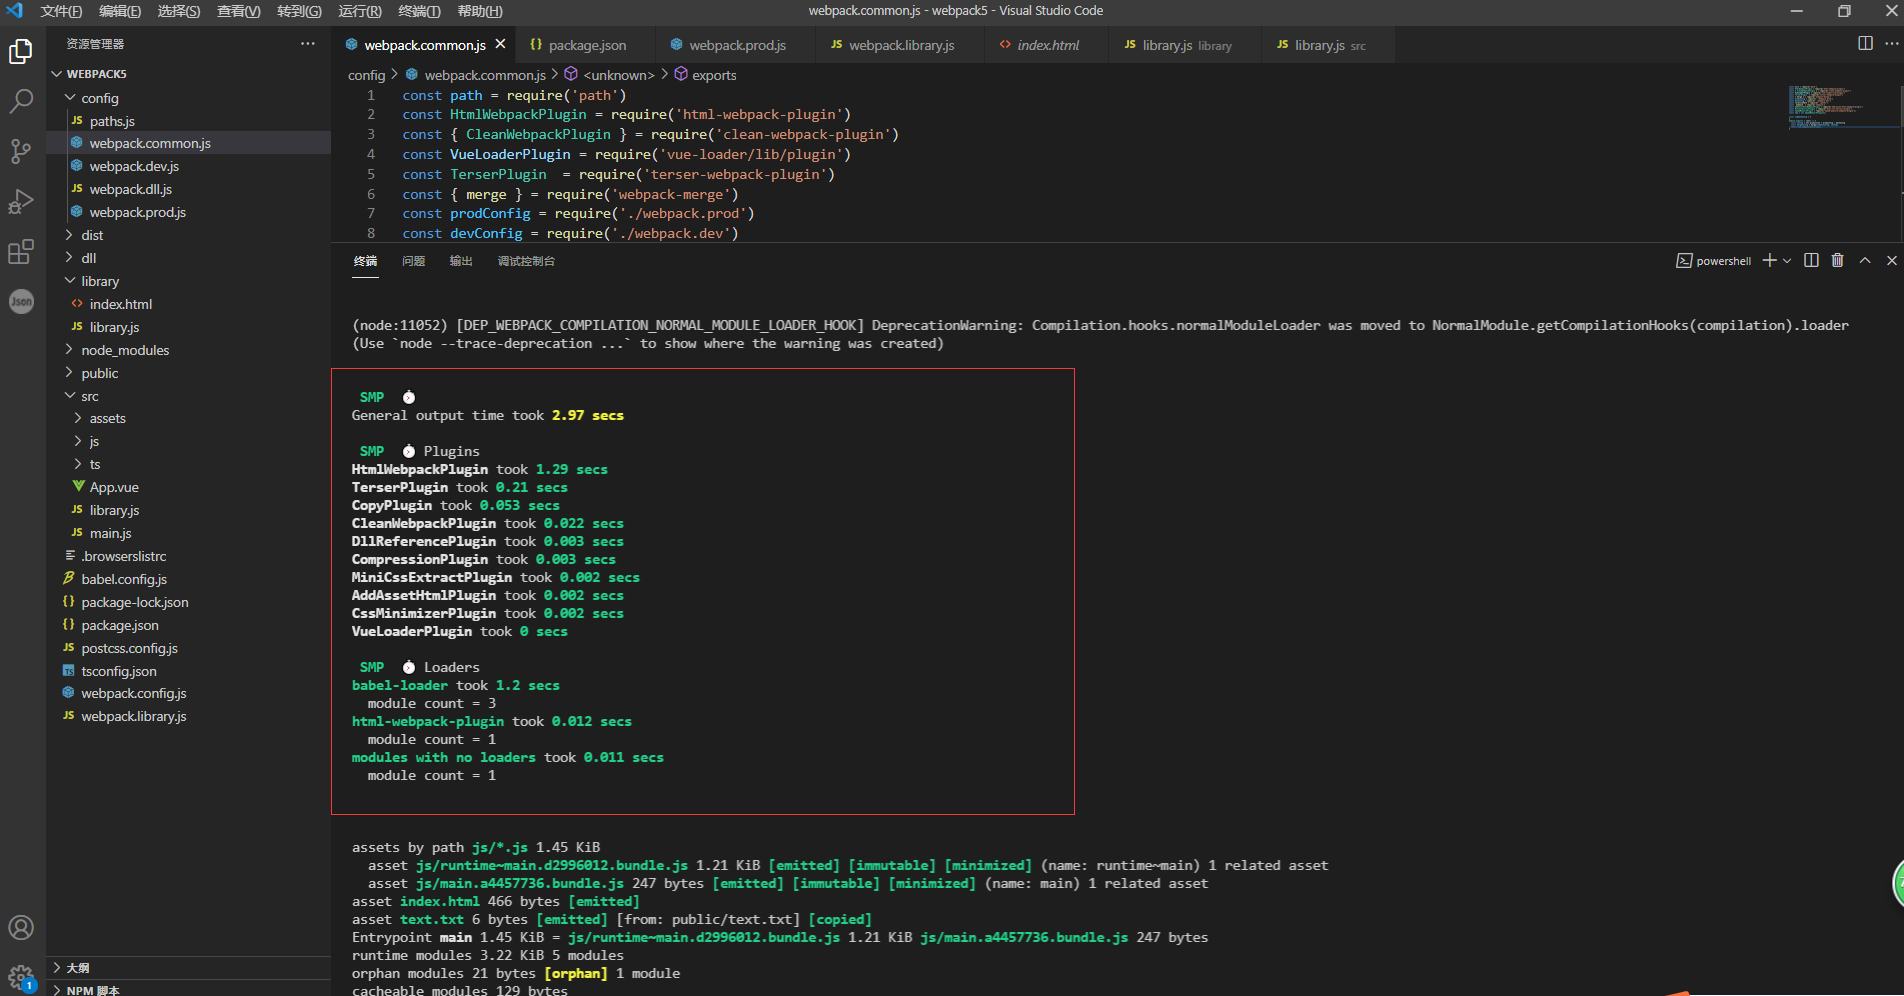 文件(F) 编辑(E) 选择(S) 查看(V) 转到(G) 运行(R) 终端(T) 帮助(H)
webpack.common.js - webpack5 - Visual Studio Code
资源管理器
WEBPACK5
config
paths.js
webpack.common.js
webpack.dev.js
webpack.dll.js
webpack.prod.js
dist
dll
library
index.html
library.js
node_modules
public
src
assets
js
ts
App.vue
library.js
main.js
.browserslistrc
babel.config.js
package-lock.json
package.json
postcss.config.js
tsconfig.json
webpack.config.js
webpack.library.js
大纲
NPM 脚本
Json
1
webpack.common.js package.json webpack.prod.js webpack.library.js index.html library.js library library.js src
config > webpack.common.js > <unknown> > exports
1 const path = require('path')
2 const HtmlWebpackPlugin = require('html-webpack-plugin')
3 const { CleanWebpackPlugin } = require('clean-webpack-plugin')
4 const VueLoaderPlugin = require('vue-loader/lib/plugin')
5 const TerserPlugin  = require('terser-webpack-plugin')
6 const { merge } = require('webpack-merge')
7 const prodConfig = require('./webpack.prod')
8 const devConfig = require('./webpack.dev')
终端 问题 输出 调试控制台
powershell
(node:11052) [DEP_WEBPACK_COMPILATION_NORMAL_MODULE_LOADER_HOOK] DeprecationWarning: Compilation.hooks.normalModuleLoader was moved to NormalModule.getCompilationHooks(compilation).loader
(Use `node --trace-deprecation ...` to show where the warning was created)
SMP ⏱
General output time took 2.97 secs
SMP ⏱ Plugins
HtmlWebpackPlugin took 1.29 secs
TerserPlugin took 0.21 secs
CopyPlugin took 0.053 secs
CleanWebpackPlugin took 0.022 secs
DllReferencePlugin took 0.003 secs
CompressionPlugin took 0.003 secs
MiniCssExtractPlugin took 0.002 secs
AddAssetHtmlPlugin took 0.002 secs
CssMinimizerPlugin took 0.002 secs
VueLoaderPlugin took 0 secs
SMP ⏱ Loaders
babel-loader took 1.2 secs
module count = 3
html-webpack-plugin took 0.012 secs
module count = 1
modules with no loaders took 0.011 secs
module count = 1
assets by path js/*.js 1.45 KiB
asset js/runtime~main.d2996012.bundle.js 1.21 KiB [emitted] [immutable] [minimized] (name: runtime~main) 1 related asset
asset js/main.a4457736.bundle.js 247 bytes [emitted] [immutable] [minimized] (name: main) 1 related asset
asset index.html 466 bytes [emitted]
asset text.txt 6 bytes [emitted] [from: public/text.txt] [copied]
Entrypoint main 1.45 KiB = js/runtime~main.d2996012.bundle.js 1.21 KiB js/main.a4457736.bundle.js 247 bytes
runtime modules 3.22 KiB 5 modules
orphan modules 21 bytes [orphan] 1 module
cacheable modules 129 bytes